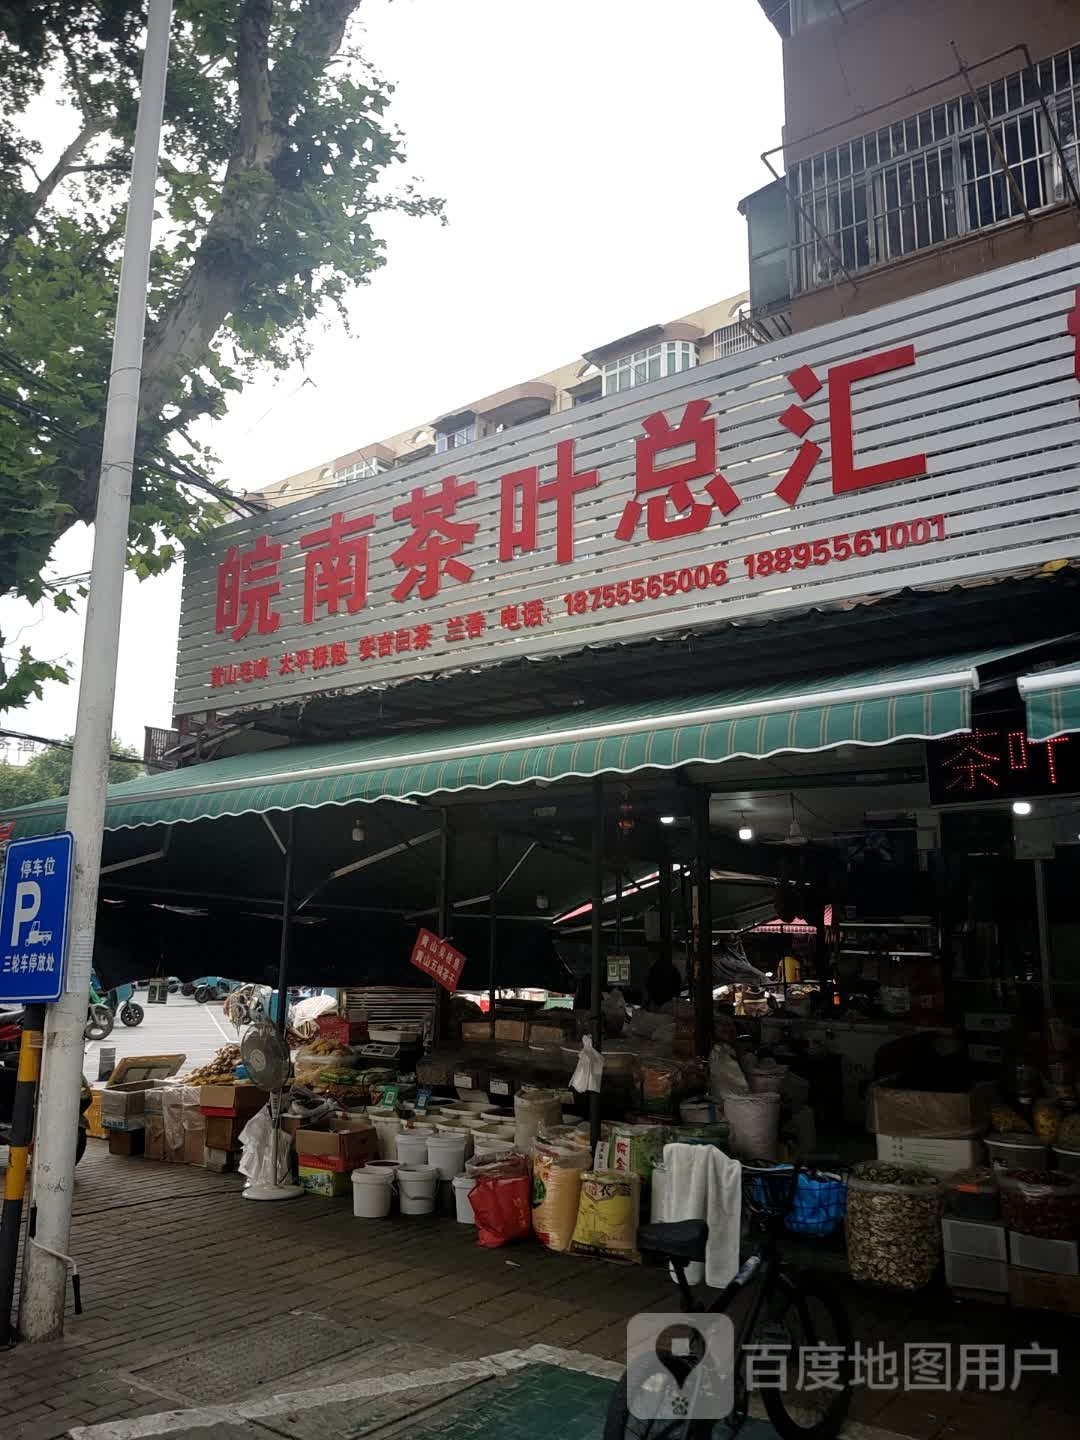 皖南茶叶总汇
黄山毛峰 太平猴魁 安吉白茶 兰香 电话: 18755565006 18895561001
茶叶
停车位
P
三轮车停放处
百度地图用户